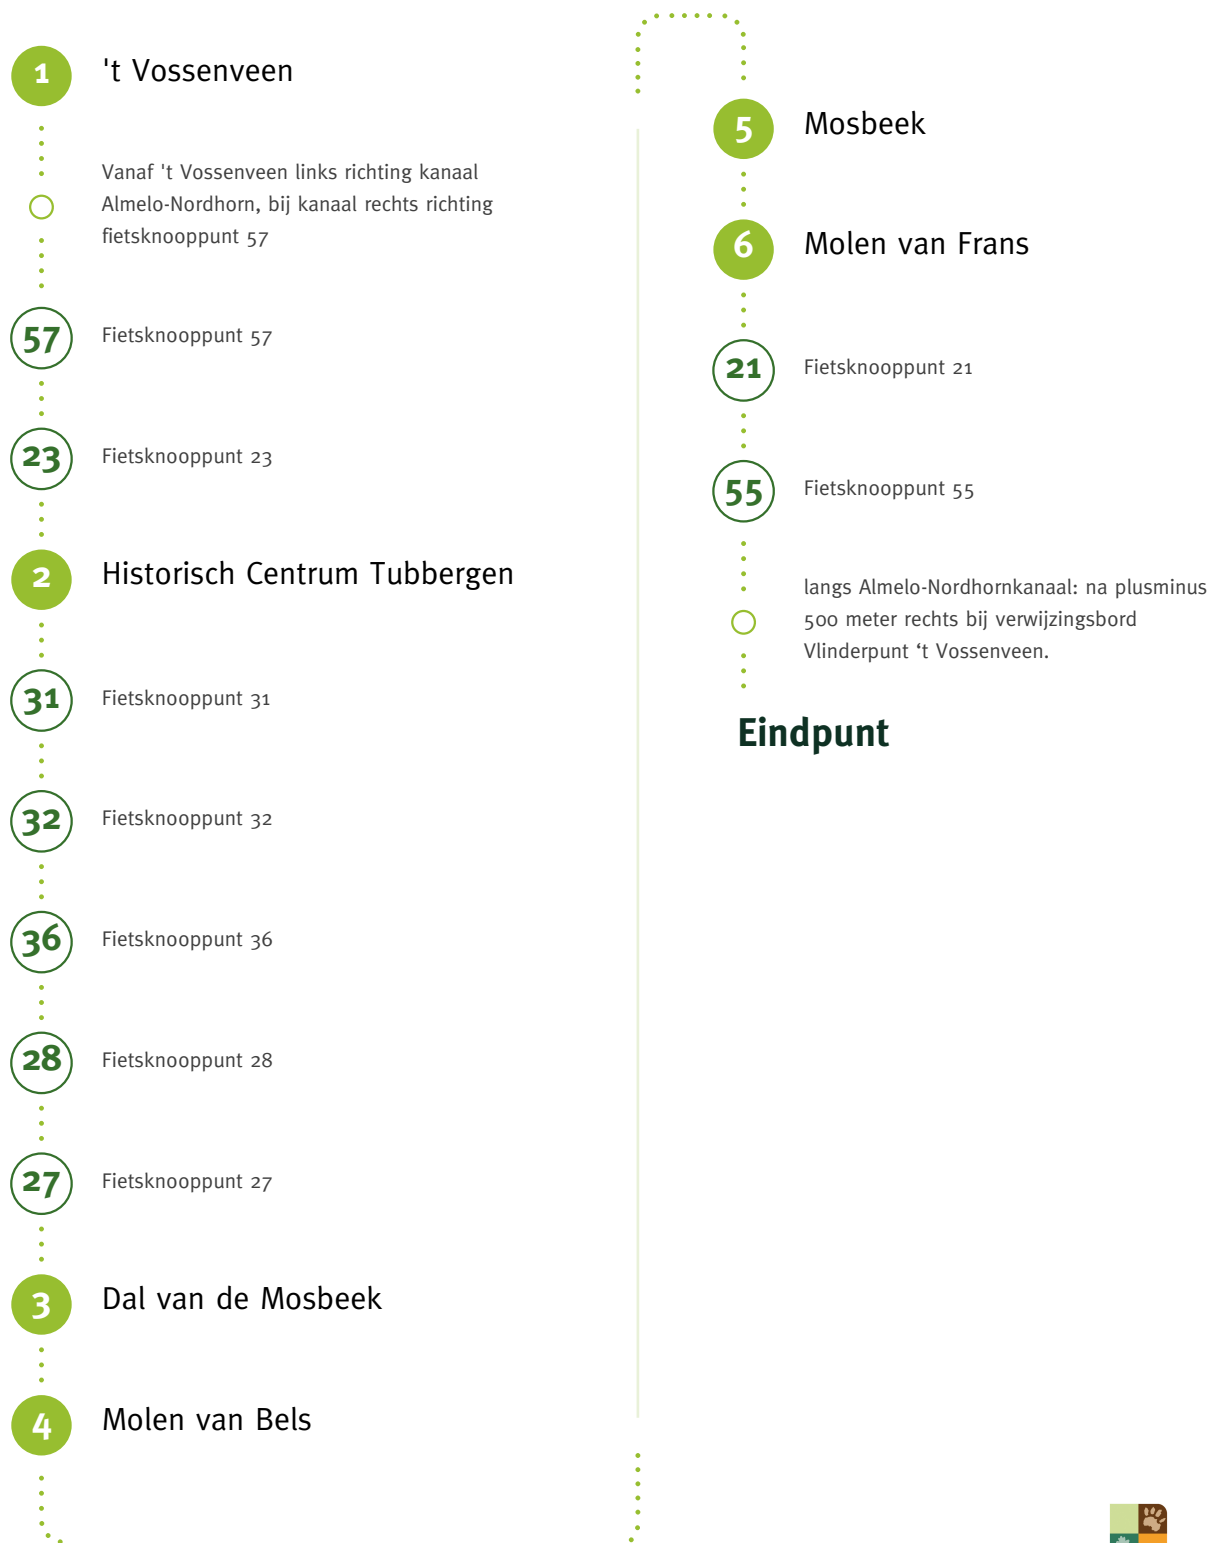 1 't Vossenveen
Vanaf 't Vossenveen links richting kanaal
Almelo-Nordhorn, bij kanaal rechts richting
fietsknooppunt 57
57 Fietsknooppunt 57
23 Fietsknooppunt 23
2 Historisch Centrum Tubbergen
31 Fietsknooppunt 31
32 Fietsknooppunt 32
36 Fietsknooppunt 36
28 Fietsknooppunt 28
27 Fietsknooppunt 27
3 Dal van de Mosbeek
4 Molen van Bels
5 Mosbeek
6 Molen van Frans
21 Fietsknooppunt 21
55 Fietsknooppunt 55
langs Almelo-Nordhornkanaal: na plusminus
500 meter rechts bij verwijzingsbord
Vlinderpunt ‘t Vossenveen.
Eindpunt